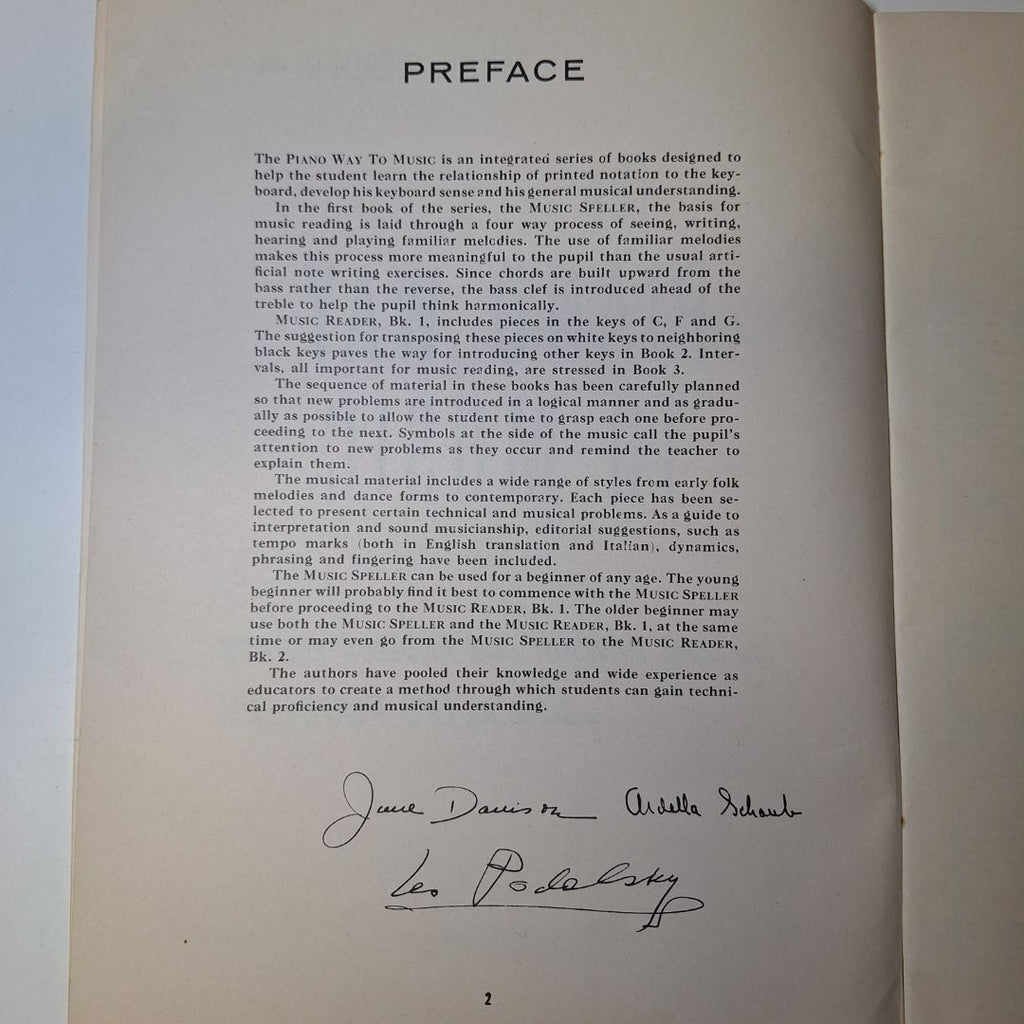 PREFACE
The PIANO WAY TO MUSIC is an integrated series of books designed to
help the student learn the relationship of printed notation to the key-
board, develop his keyboard sense and his general musical understanding.
In the first book of the series, the MUSIC SPELLER, the basis for
music reading is laid through a four way process of seeing, writing,
hearing and playing familiar melodies. The use of familiar melodies
makes this process more meaningful to the pupil than the usual arti-
ficial note writing exercises. Since chords are built upward from the
bass rather than the reverse, the bass clef is introduced ahead of the
treble to help the pupil think harmonically.
MUSIC READER, Bk. 1, includes pieces in the keys of C, F and G.
The suggestion for transposing these pieces on white keys to neighboring
black keys paves the way for introducing other keys in Book 2. Inter-
vals, all important for music reading, are stressed in Book 3.
The sequence of material in these books has been carefully planned
so that new problems are introduced in a logical manner and as gradu-
ally as possible to allow the student time to grasp each one before pro-
ceeding to the next. Symbols at the side of the music call the pupil's
attention to new problems as they occur and remind the teacher to
explain them.
The musical material includes a wide range of styles from early folk
melodies and dance forms to contemporary. Each piece has been se-
lected to present certain technical and musical problems. As a guide to
interpretation and sound musicianship, editorial suggestions, such as
tempo marks (both in English translation and Italian), dynamics,
phrasing and fingering have been included.
The MUSIC SPELLER can be used for a beginner of any age. The young
beginner will probably find it best to commence with the MUSIC SPELLER
before proceeding to the MUSIC READER, Bk. 1. The older beginner may
use both the MUSIC SPELLER and the MUSIC READER, Bk. 1, at the same
time or may even go from the MUSIC SPELLER to the MUSIC READER,
Bk. 2.
The authors have pooled their knowledge and wide experience as
educators to create a method through which students can gain techni-
cal proficiency and musical understanding.
June Davison Ardella Schaub
Leo Podolsky
2